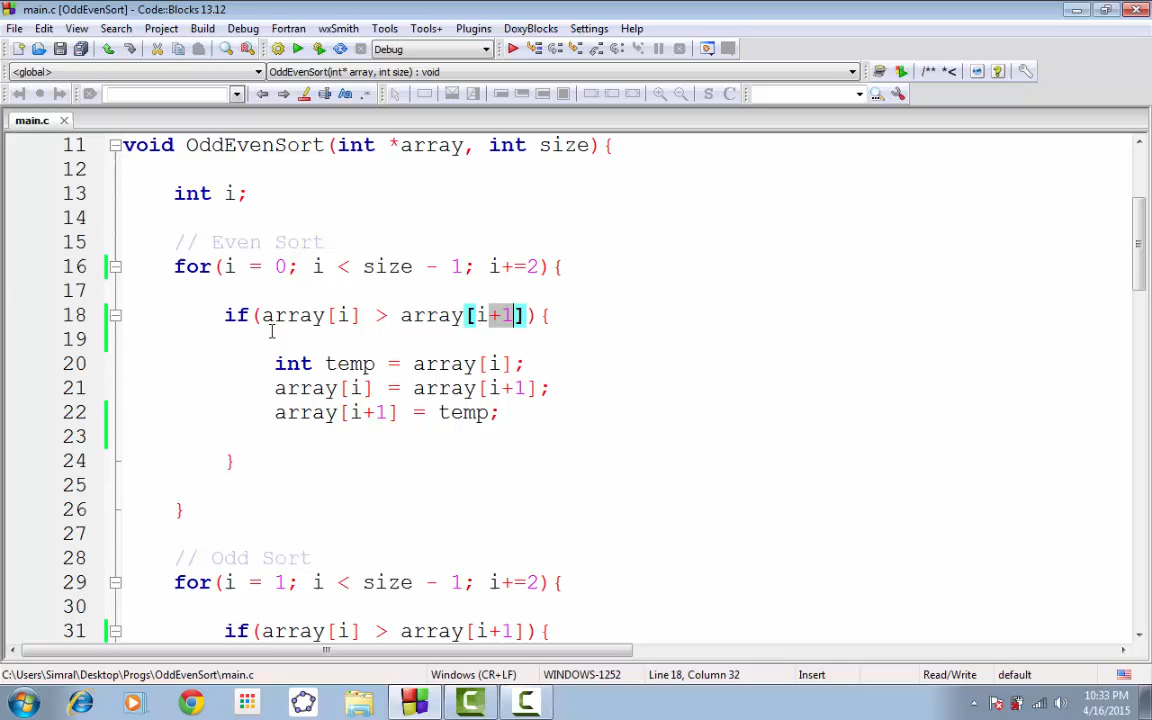 main.c [OddEvenSort] - Code::Blocks 13.12
File Edit View Search Project Build Debug Fortran wxSmith Tools Tools+ Plugins DoxyBlocks Settings Help
Debug
/** *<
<global> OddEvenSort(int* array, int size) : void
Aa .* S C
main.c
11 void OddEvenSort(int *array, int size){
12
13 int i;
14
15 // Even Sort
16 for(i = 0; i < size - 1; i+=2){
17
18 if(array[i] > array[i+1]){
19
20 int temp = array[i];
21 array[i] = array[i+1];
22 array[i+1] = temp;
23
24 }
25
26 }
27
28 // Odd Sort
29 for(i = 1; i < size - 1; i+=2){
30
31 if(array[i] > array[i+1]){
C:\Users\Simral\Desktop\Progs\OddEvenSort\main.c Windows (CR+LF) WINDOWS-1252 Line 18, Column 32 Insert Read/Write default
10:33 PM
4/16/2015